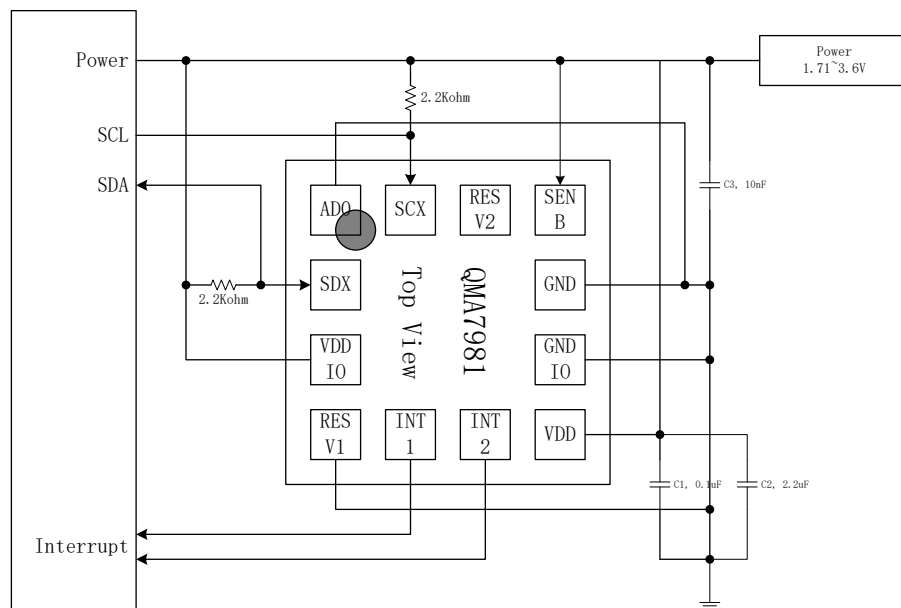 Power
SCL
SDA
Interrupt
Power
1.71~3.6V
2.2Kohm
C3, 10nF
ADO
SCX
RES
V2
SEN
B
2.2Kohm
SDX
GND
Top View
QMA7981
VDD
IO
GND
IO
RES
V1
INT
1
INT
2
VDD
C1, 0.1uF
C2, 2.2uF